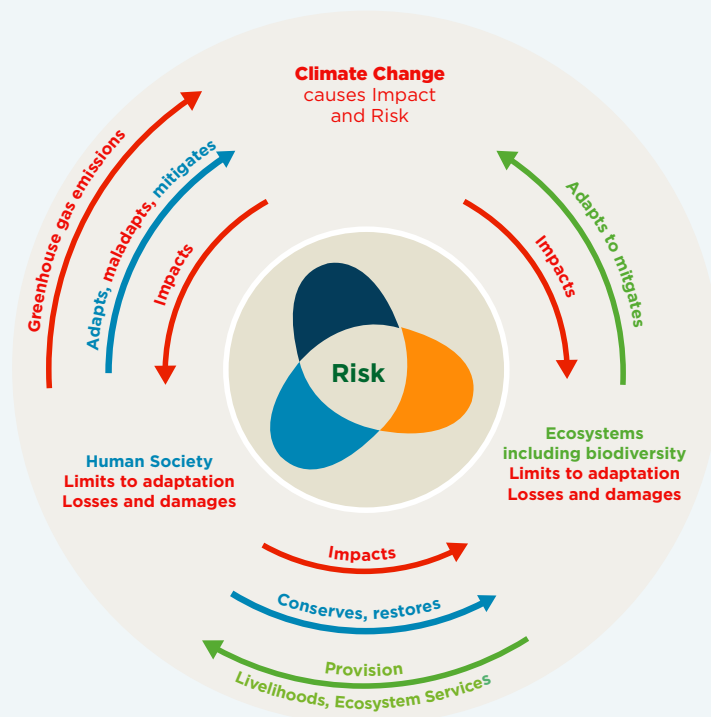 Climate Change
causes Impact
and Risk
Greenhouse gas emissions
Adapts, maladapts, mitigates
Impacts
Impacts
Adapts to mitgates
Risk
Human Society
Limits to adaptation
Losses and damages
Ecosystems
including biodiversity
Limits to adaptation
Losses and damages
Impacts
Conserves, restores
Provision
Livelihoods, Ecosystem Services